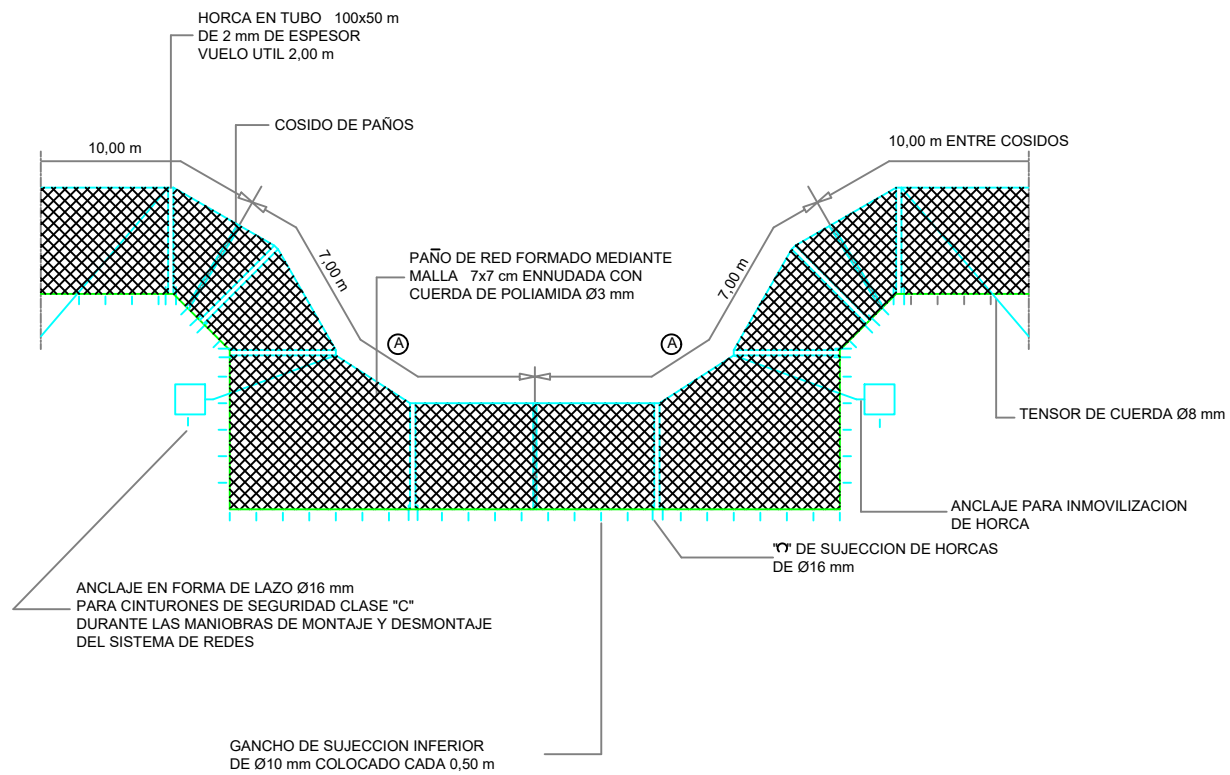 HORCA EN TUBO 100x50 m
DE 2 mm DE ESPESOR
VUELO UTIL 2,00 m
COSIDO DE PAÑOS
10,00 m
10,00 m ENTRE COSIDOS
7,00 m
PAÑO DE RED FORMADO MEDIANTE
MALLA 7x7 cm ENNUDADA CON
CUERDA DE POLIAMIDA Ø3 mm
7,00 m
A
A
TENSOR DE CUERDA Ø8 mm
ANCLAJE PARA INMOVILIZACION
DE HORCA
"Ω" DE SUJECCION DE HORCAS
DE Ø16 mm
ANCLAJE EN FORMA DE LAZO Ø16 mm
PARA CINTURONES DE SEGURIDAD CLASE "C"
DURANTE LAS MANIOBRAS DE MONTAJE Y DESMONTAJE
DEL SISTEMA DE REDES
GANCHO DE SUJECCION INFERIOR
DE Ø10 mm COLOCADO CADA 0,50 m